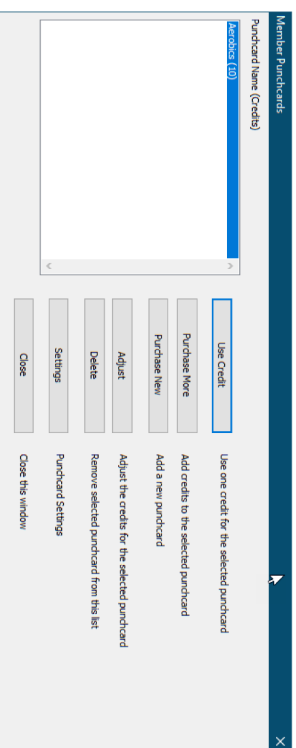 Member Punchcards
Punchcard Name (Credits)
Aerobics (10)
Use Credit
Use one credit for the selected punchcard
Purchase More
Add credits to the selected punchcard
Purchase New
Add a new punchcard
Adjust
Adjust the credits for the selected punchcard
Delete
Remove selected punchcard from this list
Settings
Punchcard Settings
Close
Close this window